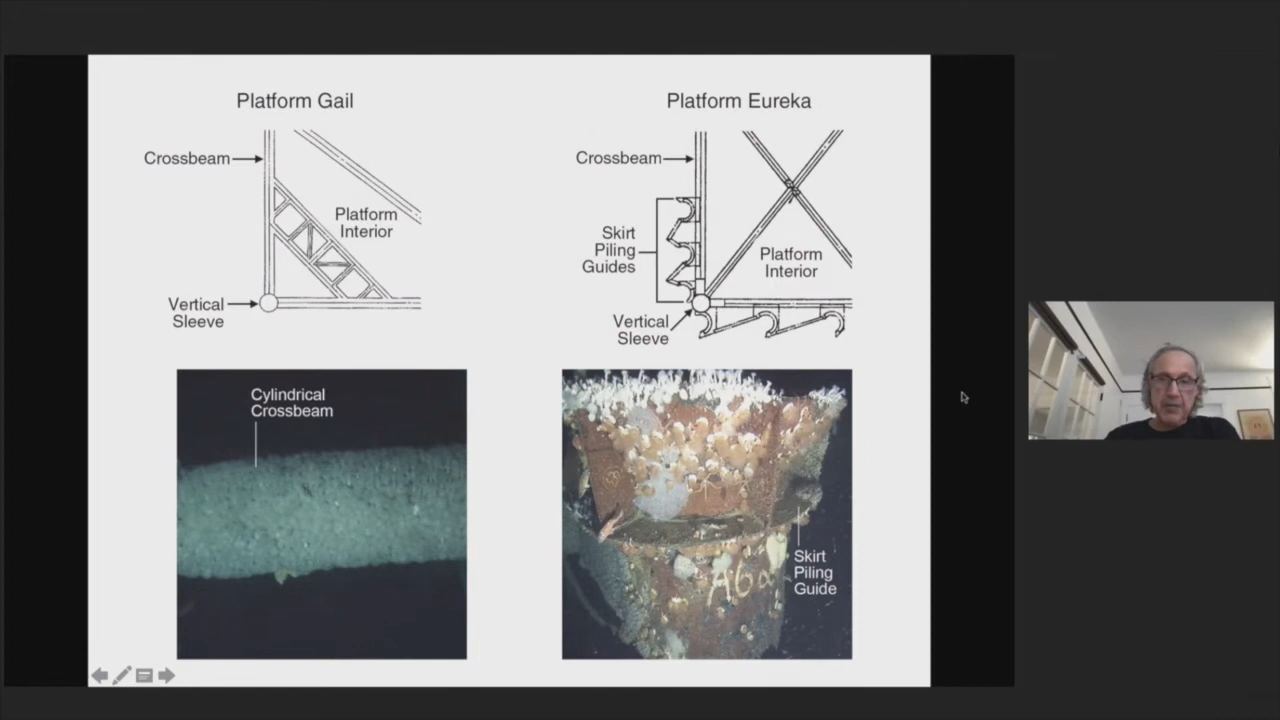 Platform Gail
Crossbeam
Platform
Interior
Vertical
Sleeve
Platform Eureka
Crossbeam
Skirt
Piling
Guides
Platform
Interior
Vertical
Sleeve
Cylindrical
Crossbeam
Skirt
Piling
Guide